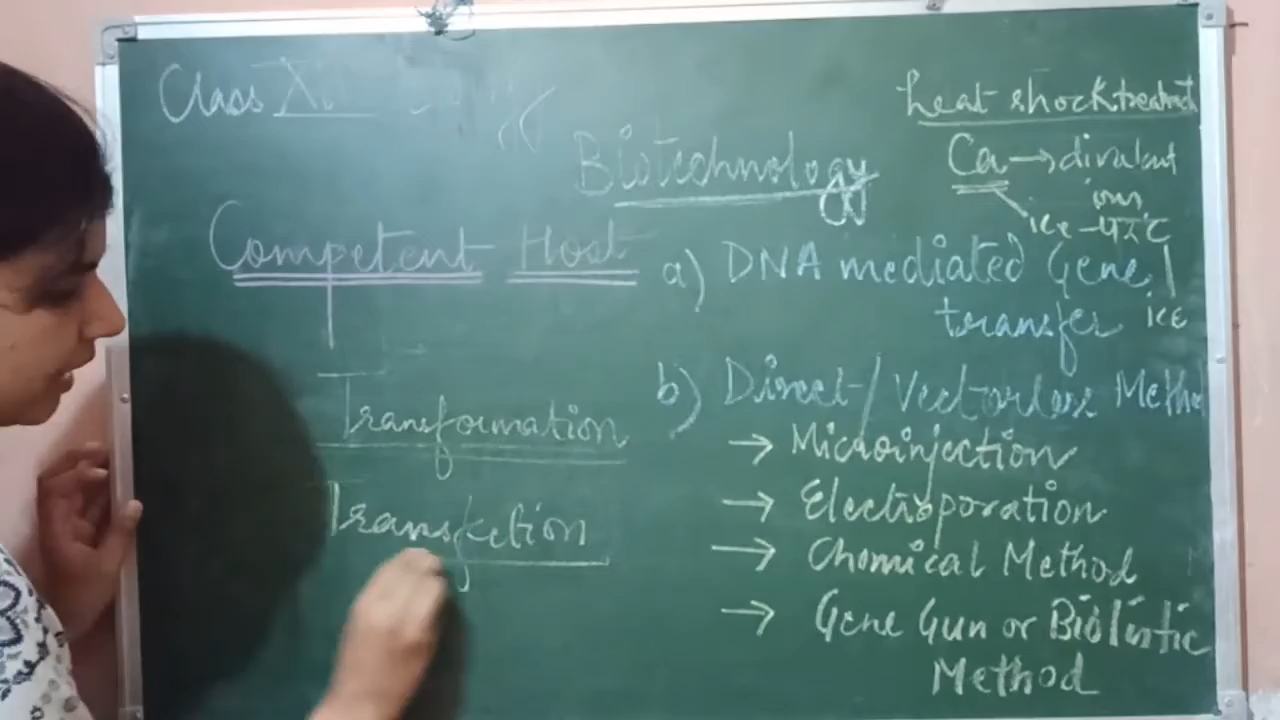 Class XI
Biotechnology
Competent Host
Transformation
Transfection
heat shock treatment
Ca → divalent
ions
ice - 42°C
ice
a) DNA mediated Gene
transfer
b) Direct / Vectorless Method
→ Microinjection
→ Electroporation
→ Chemical Method
→ Gene Gun or Biolistic
Method